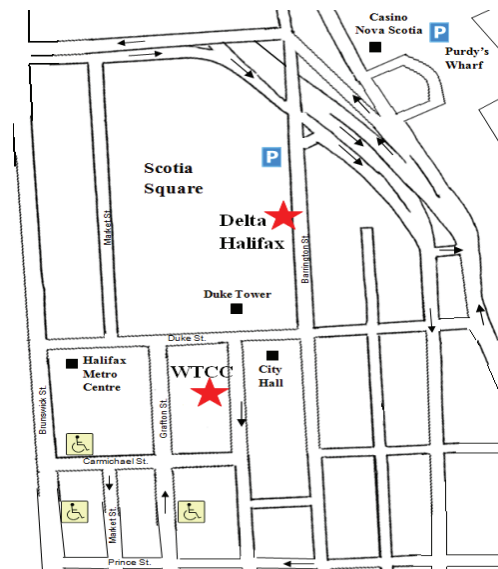 Casino
Nova Scotia
P
Purdy's
Wharf
P
Scotia
Square
Market St.
Delta
Halifax
Barrington St.
Duke Tower
Duke St.
Halifax
Metro
Centre
WTCC
City
Hall
Brunswick St.
Grafton St.
Carmichael St.
Market St.
Prince St.